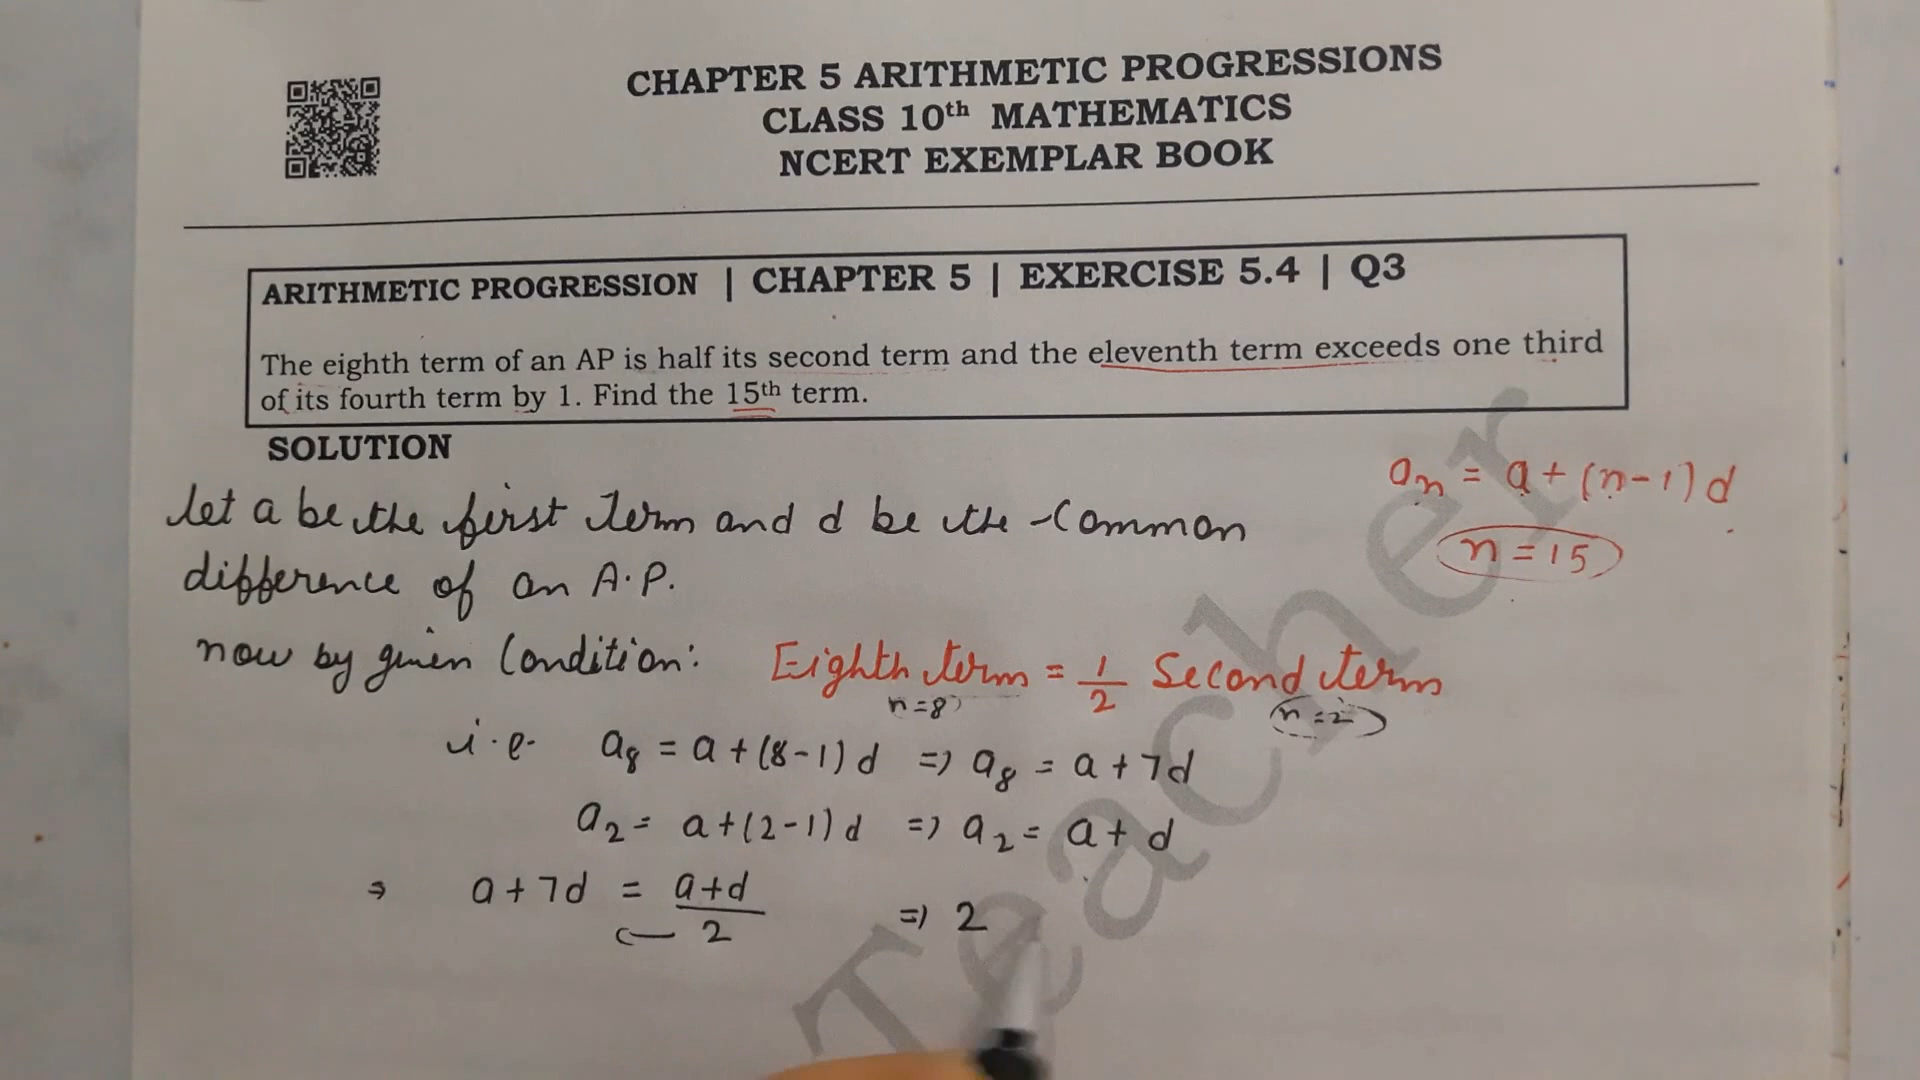 CHAPTER 5 ARITHMETIC PROGRESSIONS
CLASS 10th MATHEMATICS
NCERT EXEMPLAR BOOK
ARITHMETIC PROGRESSION | CHAPTER 5 | EXERCISE 5.4 | Q3
The eighth term of an AP is half its second term and the eleventh term exceeds one third
of its fourth term by 1. Find the 15th term.
SOLUTION
an = a + (n-1) d
n = 15
let a be the first term and d be the common
difference of an A.P.
now by given Condition: Eighth term = 1/2 Second term
n=8 n=2
i.e. a8 = a + (8-1) d => a8 = a + 7d
a2 = a + (2-1) d => a2 = a + d
⇒ a + 7d = a+d/2 => 2
Teacher